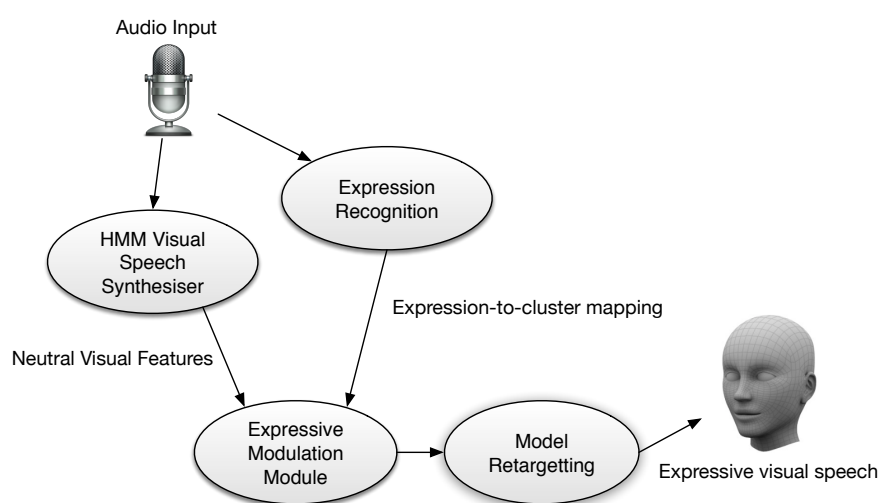 Audio Input
Expression
Recognition
HMM Visual
Speech
Synthesiser
Expression-to-cluster mapping
Neutral Visual Features
Expressive
Modulation
Module
Model
Retargetting
Expressive visual speech